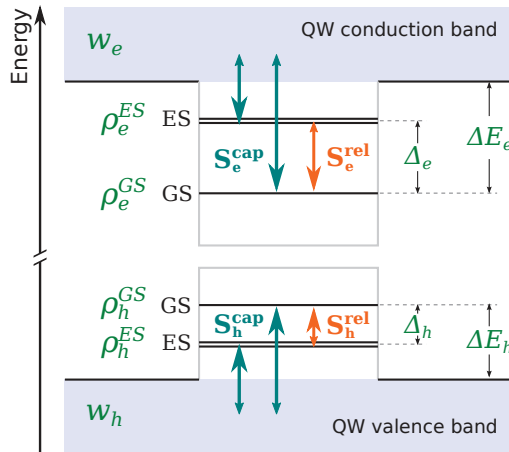 Energy
w_e
QW conduction band
ρ_e^{ES} ES
S_e^{cap} S_e^{rel} Δ_e ΔE_e
ρ_e^{GS} GS
ρ_h^{GS} GS
S_h^{cap} S_h^{rel} Δ_h ΔE_h
ρ_h^{ES} ES
w_h
QW valence band